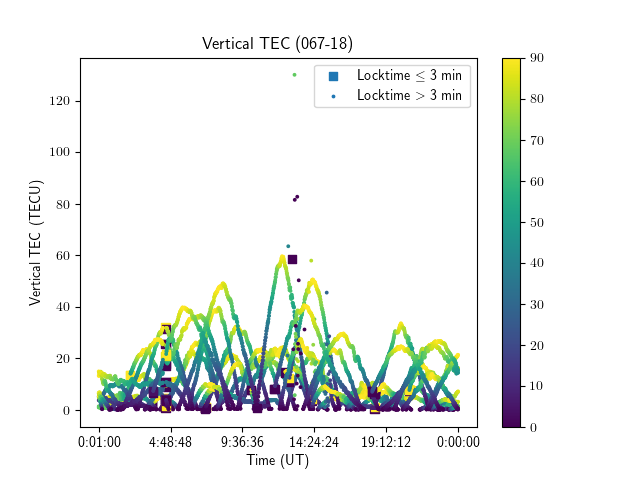 Vertical TEC (067-18)
Locktime ≤ 3 min
Locktime > 3 min
Vertical TEC (TECU)
120
100
80
60
40
20
0
0:01:00 4:48:48 9:36:36 14:24:24 19:12:12 0:00:00
Time (UT)
90
80
70
60
50
40
30
20
10
0